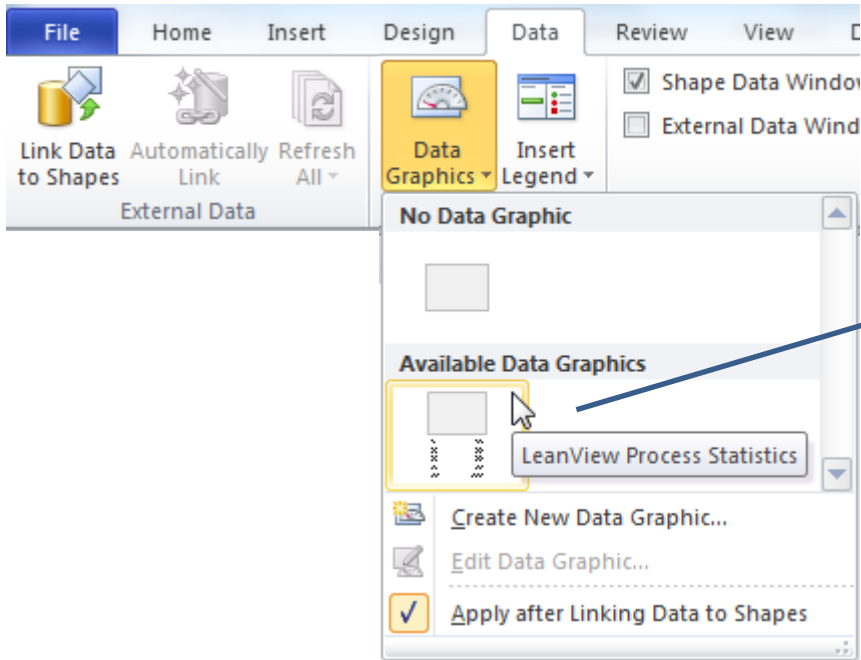 File Home Insert Design Data Review View D
Link Data to Shapes
Automatically Link
Refresh All
External Data
Data Graphics
Insert Legend
Shape Data Window
External Data Wind
No Data Graphic
Available Data Graphics
LeanView Process Statistics
Create New Data Graphic...
Edit Data Graphic...
Apply after Linking Data to Shapes